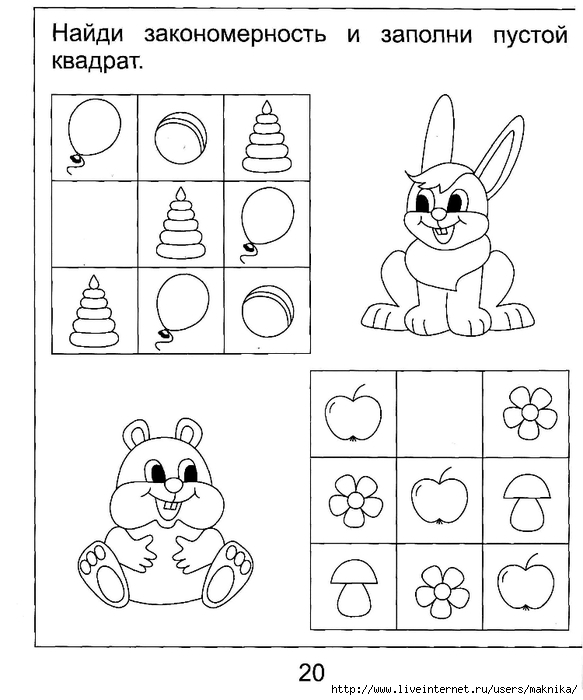 Найди закономерность и заполни пустой
квадрат.
20
http://www.liveinternet.ru/users/maknika/